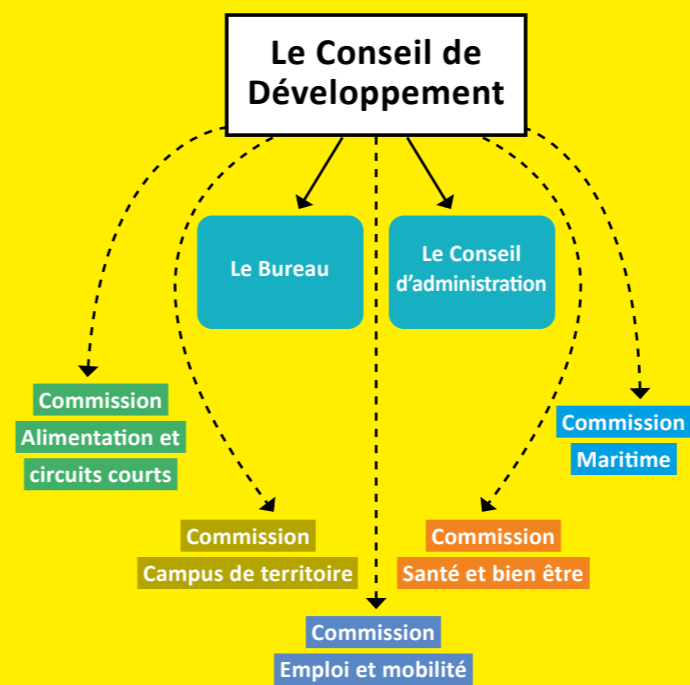 Le Conseil de
Développement
Le Bureau
Le Conseil
d’administration
Commission
Alimentation et
circuits courts
Commission
Maritime
Commission
Campus de territoire
Commission
Santé et bien être
Commission
Emploi et mobilité